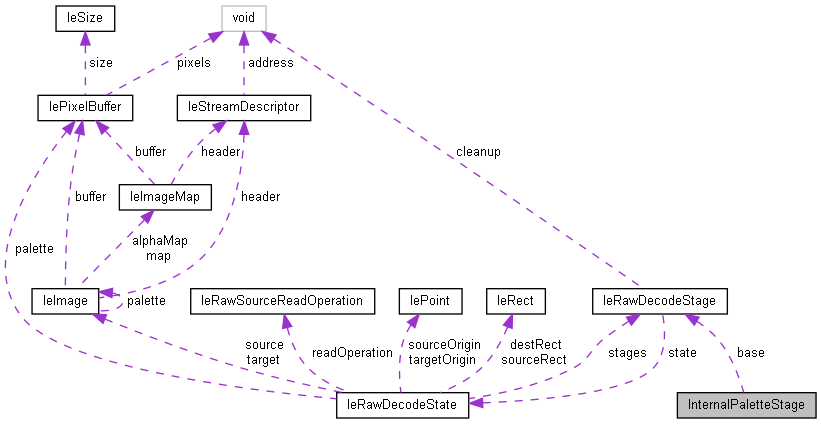 leSize
void
size
pixels
address
lePixelBuffer
leStreamDescriptor
buffer
header
cleanup
leImageMap
buffer
header
palette
alphaMap
map
leImage
palette
leRawSourceReadOperation
lePoint
leRect
leRawDecodeStage
source
target
readOperation
sourceOrigin
targetOrigin
destRect
sourceRect
stages
state
base
leRawDecodeState
InternalPaletteStage